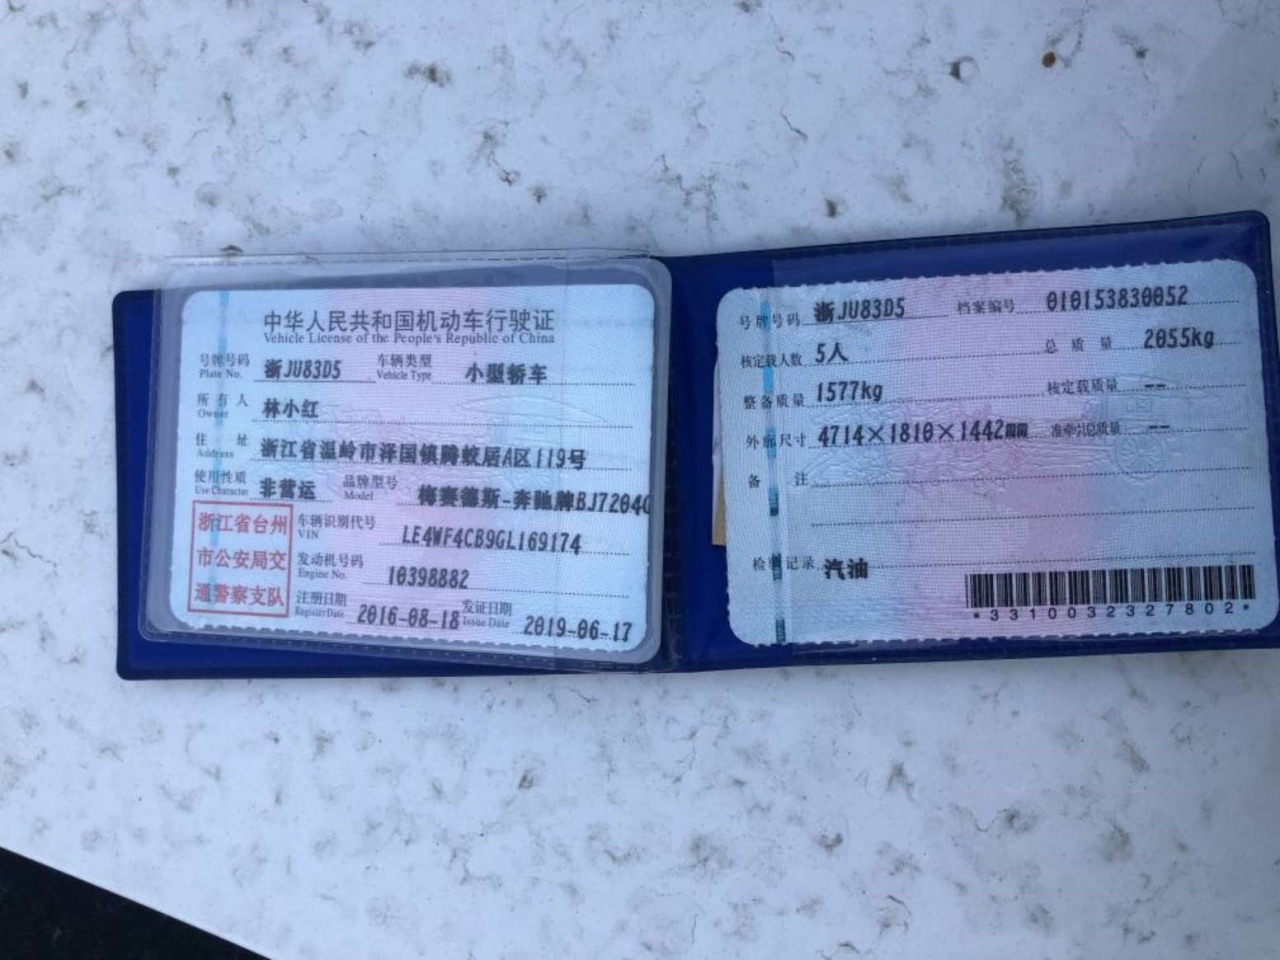 中华人民共和国机动车行驶证
Vehicle License of the People's Republic of China
号牌号码 浙JU83D5 车辆类型 小型轿车
Plate No. Vehicle Type
所有人 林小红
Owner
住址 浙江省温岭市泽国镇腾蛟居A区119号
Address
使用性质 非营运 品牌型号 梅赛德斯-奔驰牌BJ7204G
Use Character Model
浙江省台州
市公安局交
通警察支队
车辆识别代号 LE4WF4CB9GL169174
VIN
发动机号码 10398882
Engine No.
注册日期 2016-08-18 发证日期 2019-06-17
Register Date Issue Date
号牌号码 浙JU83D5 档案编号 010153830052
核定载人数 5人 总质量 2055kg
整备质量 1577kg 核定载质量 --
外廓尺寸 4714×1810×1442mm 准牵引总质量 --
备注
检验记录 汽油
*3310032327802*